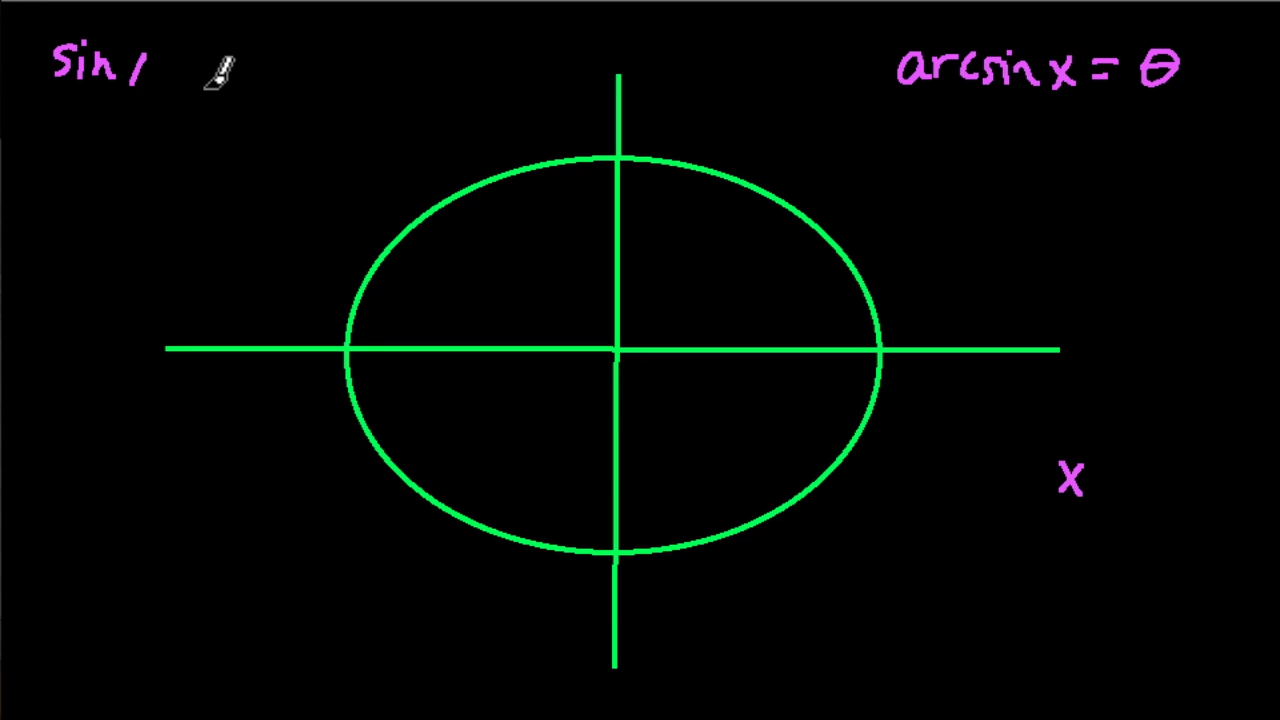 sin /
arcsin x = θ
x